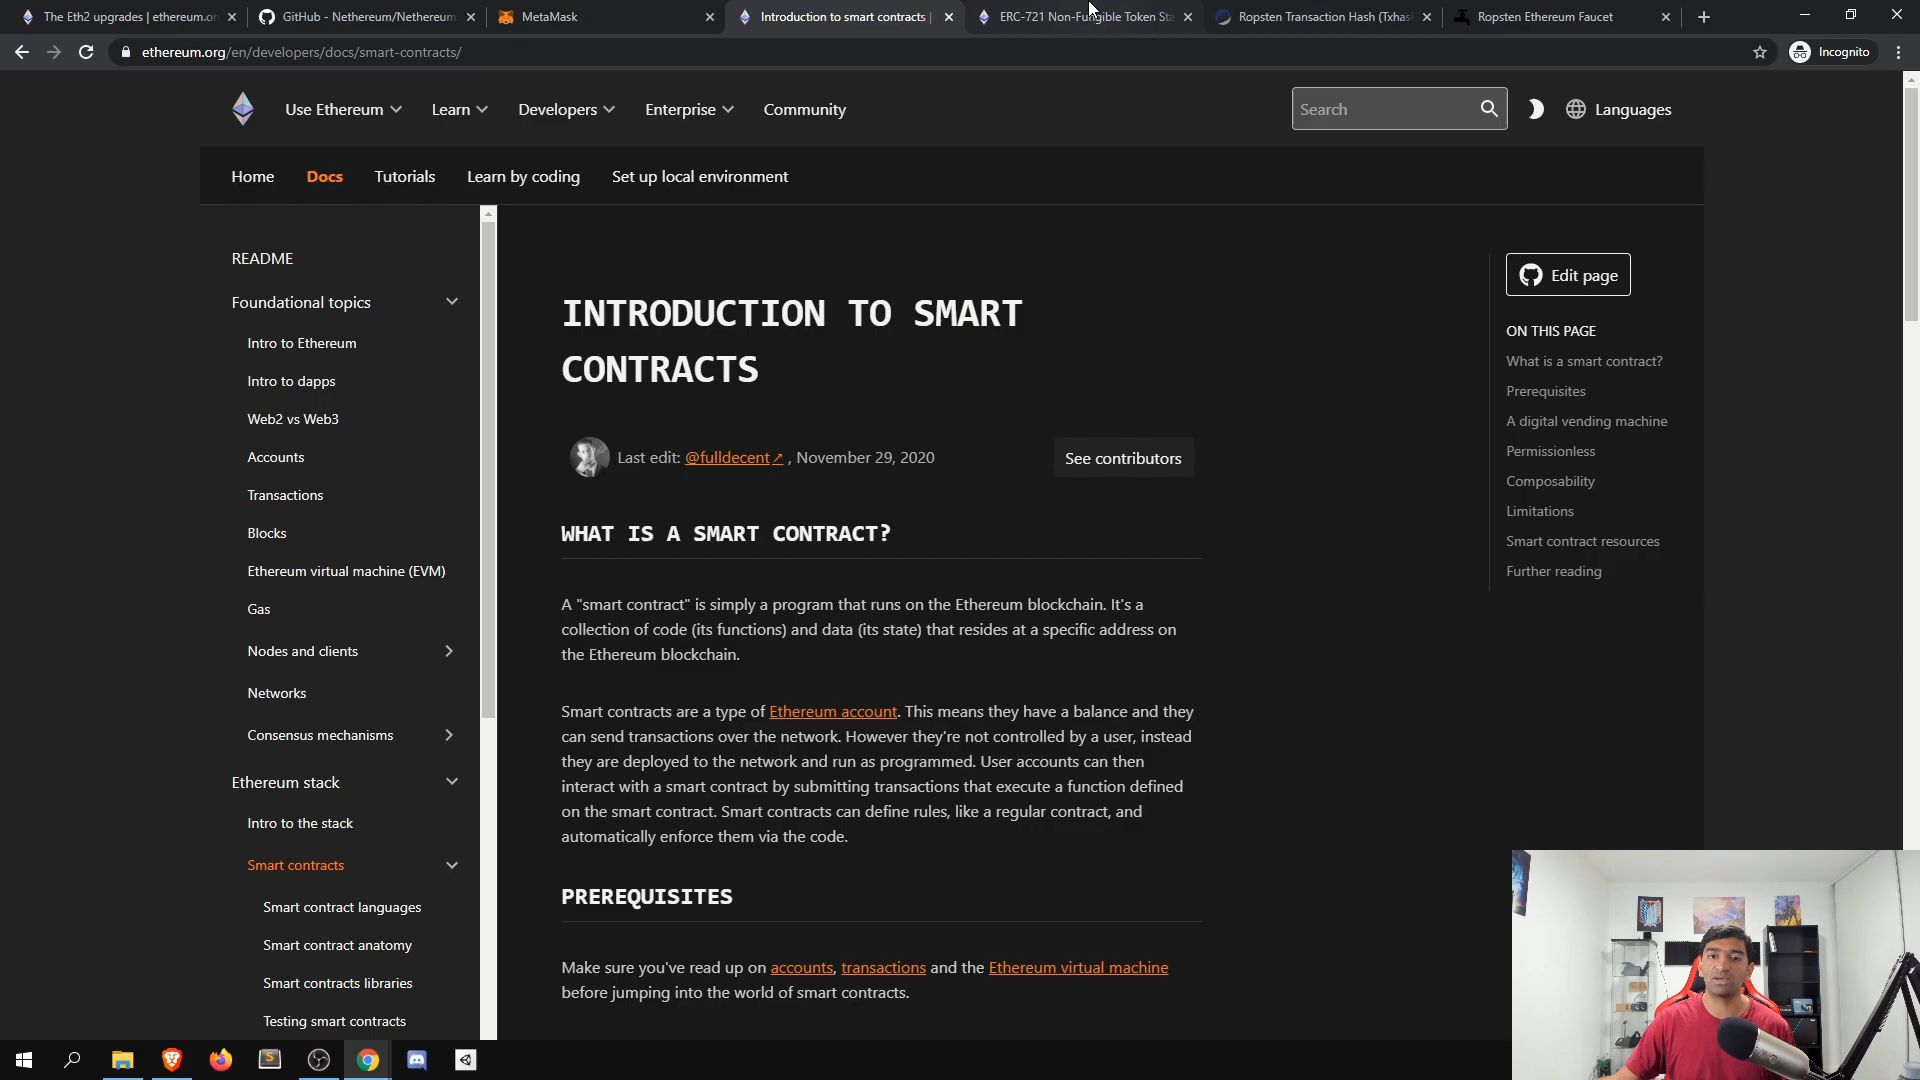 The Eth2 upgrades | ethereum.or
GitHub - Nethereum/Nethereum
MetaMask
Introduction to smart contracts |
ERC-721 Non-Fungible Token Sta
Ropsten Transaction Hash (Txhas
Ropsten Ethereum Faucet
ethereum.org/en/developers/docs/smart-contracts/
Incognito
Use Ethereum
Learn
Developers
Enterprise
Community
Search
Languages
Home
Docs
Tutorials
Learn by coding
Set up local environment
README
Foundational topics
Intro to Ethereum
Intro to dapps
Web2 vs Web3
Accounts
Transactions
Blocks
Ethereum virtual machine (EVM)
Gas
Nodes and clients
Networks
Consensus mechanisms
Ethereum stack
Intro to the stack
Smart contracts
Smart contract languages
Smart contract anatomy
Smart contracts libraries
Testing smart contracts
INTRODUCTION TO SMART
CONTRACTS
Last edit: @fulldecent↗ , November 29, 2020
See contributors
WHAT IS A SMART CONTRACT?
A "smart contract" is simply a program that runs on the Ethereum blockchain. It's a
collection of code (its functions) and data (its state) that resides at a specific address on
the Ethereum blockchain.
Smart contracts are a type of Ethereum account. This means they have a balance and they
can send transactions over the network. However they're not controlled by a user, instead
they are deployed to the network and run as programmed. User accounts can then
interact with a smart contract by submitting transactions that execute a function defined
on the smart contract. Smart contracts can define rules, like a regular contract, and
automatically enforce them via the code.
PREREQUISITES
Make sure you've read up on accounts, transactions and the Ethereum virtual machine
before jumping into the world of smart contracts.
Edit page
ON THIS PAGE
What is a smart contract?
Prerequisites
A digital vending machine
Permissionless
Composability
Limitations
Smart contract resources
Further reading